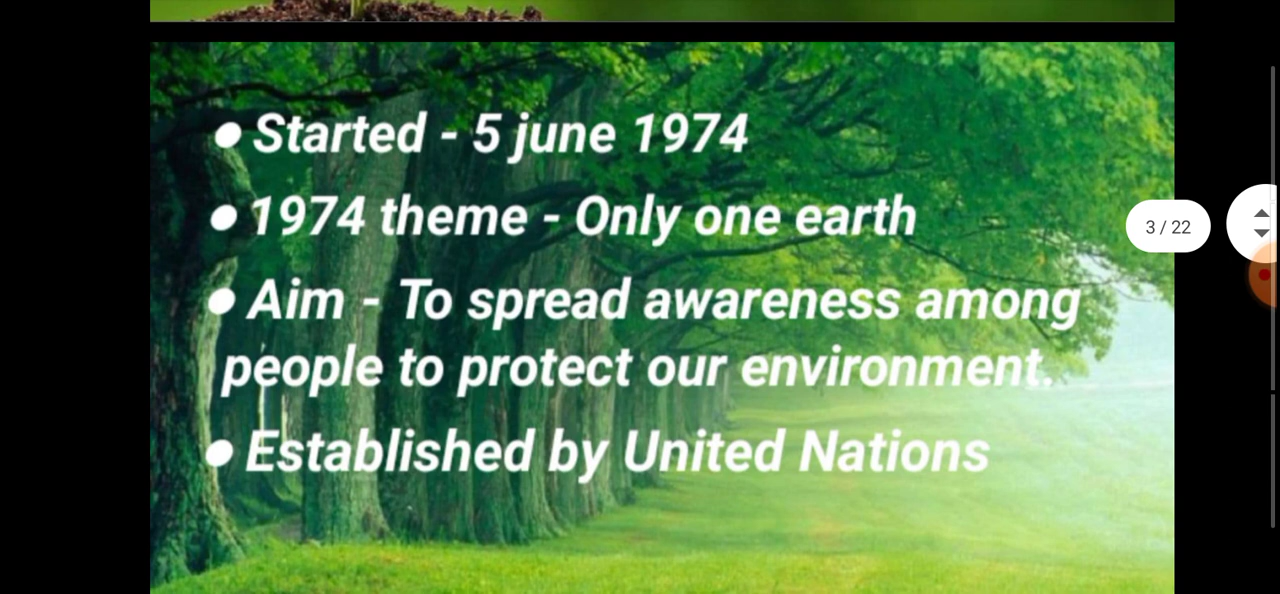 ● Started - 5 june 1974
● 1974 theme - Only one earth
● Aim - To spread awareness among
people to protect our environment.
● Established by United Nations
3 / 22